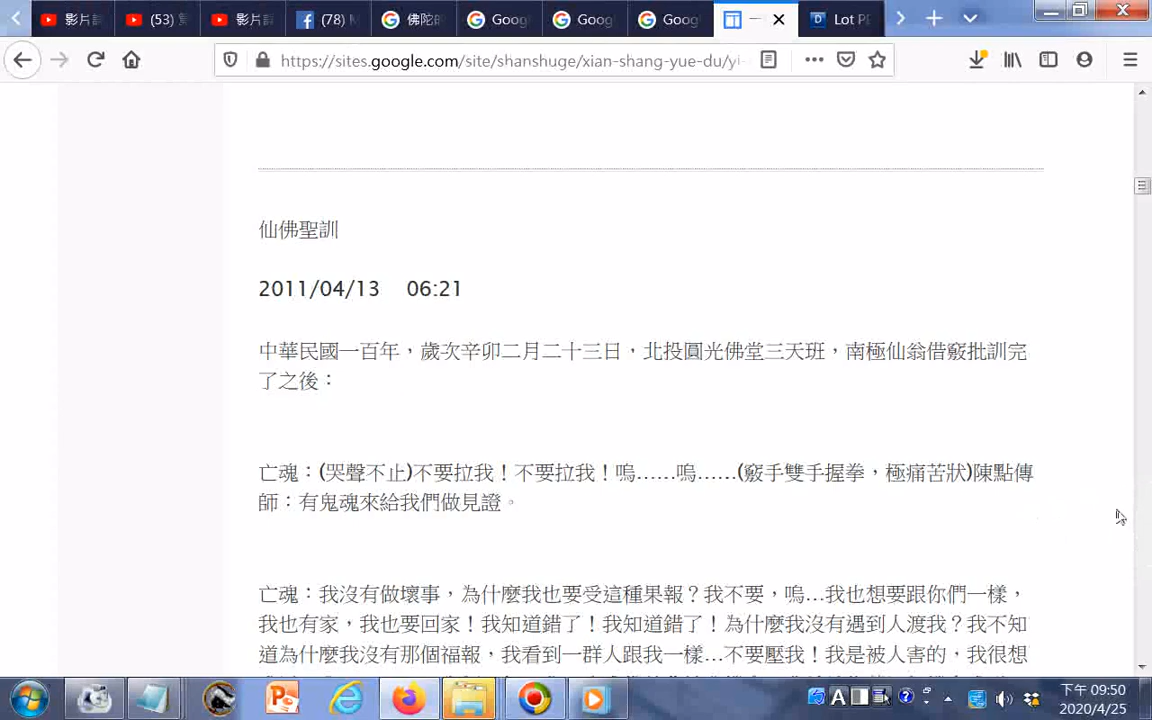 影片
(53)
影片
(78)
Goog
Goog
Goog
Lot P
https://sites.google.com/site/shanshuge/xian-shang-yue-du/yi-
仙佛聖訓
2011/04/13 06:21
中華民國一百年，歲次辛卯二月二十三日，北投圓光佛堂三天班，南極仙翁借竅批訓完
了之後：
亡魂：(哭聲不止)不要拉我！不要拉我！嗚……嗚……(竅手雙手握拳，極痛苦狀)陳點傳
師：有鬼魂來給我們做見證。
亡魂：我沒有做壞事，為什麼我也要受這種果報？我不要，嗚…我也想要跟你們一樣，
我也有家，我也要回家！我知道錯了！我知道錯了！為什麼我沒有遇到人渡我？我不知
道為什麼我沒有那個福報，我看到一群人跟我一樣…不要壓我！我是被人害的，我很想
下午 09:50
2020/4/25